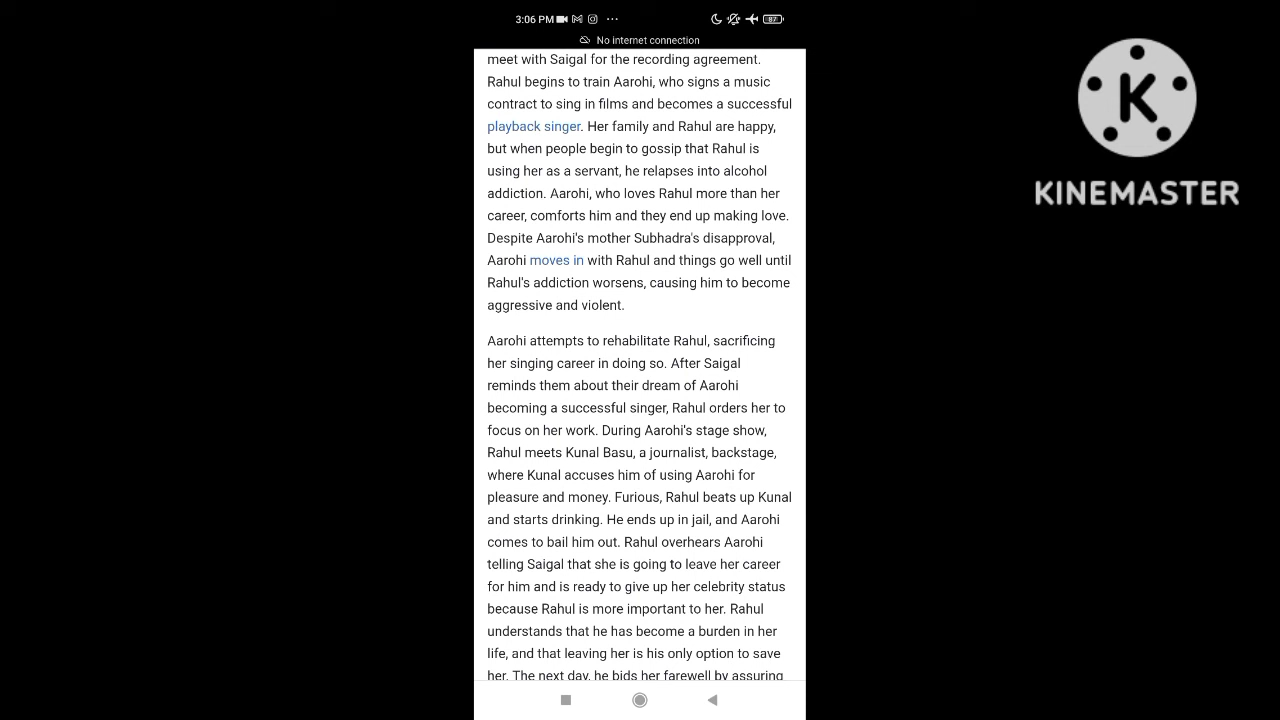 3:06 PM
87
No internet connection
meet with Saigal for the recording agreement.
Rahul begins to train Aarohi, who signs a music
contract to sing in films and becomes a successful
playback singer. Her family and Rahul are happy,
but when people begin to gossip that Rahul is
using her as a servant, he relapses into alcohol
addiction. Aarohi, who loves Rahul more than her
career, comforts him and they end up making love.
Despite Aarohi's mother Subhadra's disapproval,
Aarohi moves in with Rahul and things go well until
Rahul's addiction worsens, causing him to become
aggressive and violent.
Aarohi attempts to rehabilitate Rahul, sacrificing
her singing career in doing so. After Saigal
reminds them about their dream of Aarohi
becoming a successful singer, Rahul orders her to
focus on her work. During Aarohi's stage show,
Rahul meets Kunal Basu, a journalist, backstage,
where Kunal accuses him of using Aarohi for
pleasure and money. Furious, Rahul beats up Kunal
and starts drinking. He ends up in jail, and Aarohi
comes to bail him out. Rahul overhears Aarohi
telling Saigal that she is going to leave her career
for him and is ready to give up her celebrity status
because Rahul is more important to her. Rahul
understands that he has become a burden in her
life, and that leaving her is his only option to save
her. The next day, he bids her farewell by assuring
K
KINEMASTER